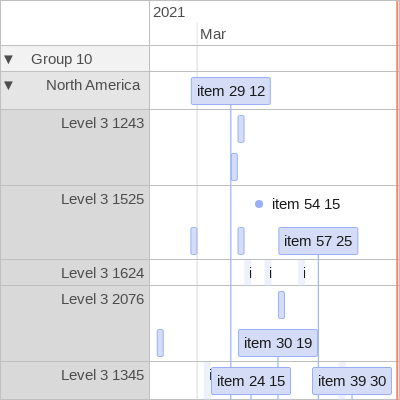 2021
Mar
▼ Group 10
▼ North America
item 29 12
Level 3 1243
Level 3 1525
item 54 15
item 57 25
Level 3 1624
i i i
Level 3 2076
item 30 19
Level 3 1345
i
item 24 15
item 39 30